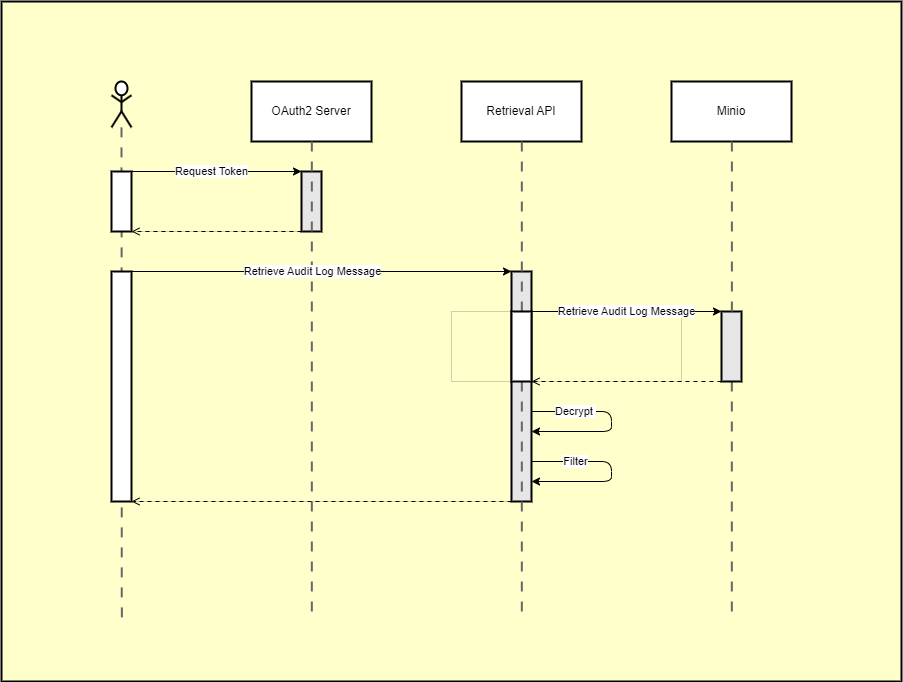 OAuth2 Server
Retrieval API
Minio
Request Token
Retrieve Audit Log Message
Retrieve Audit Log Message
Decrypt
Filter